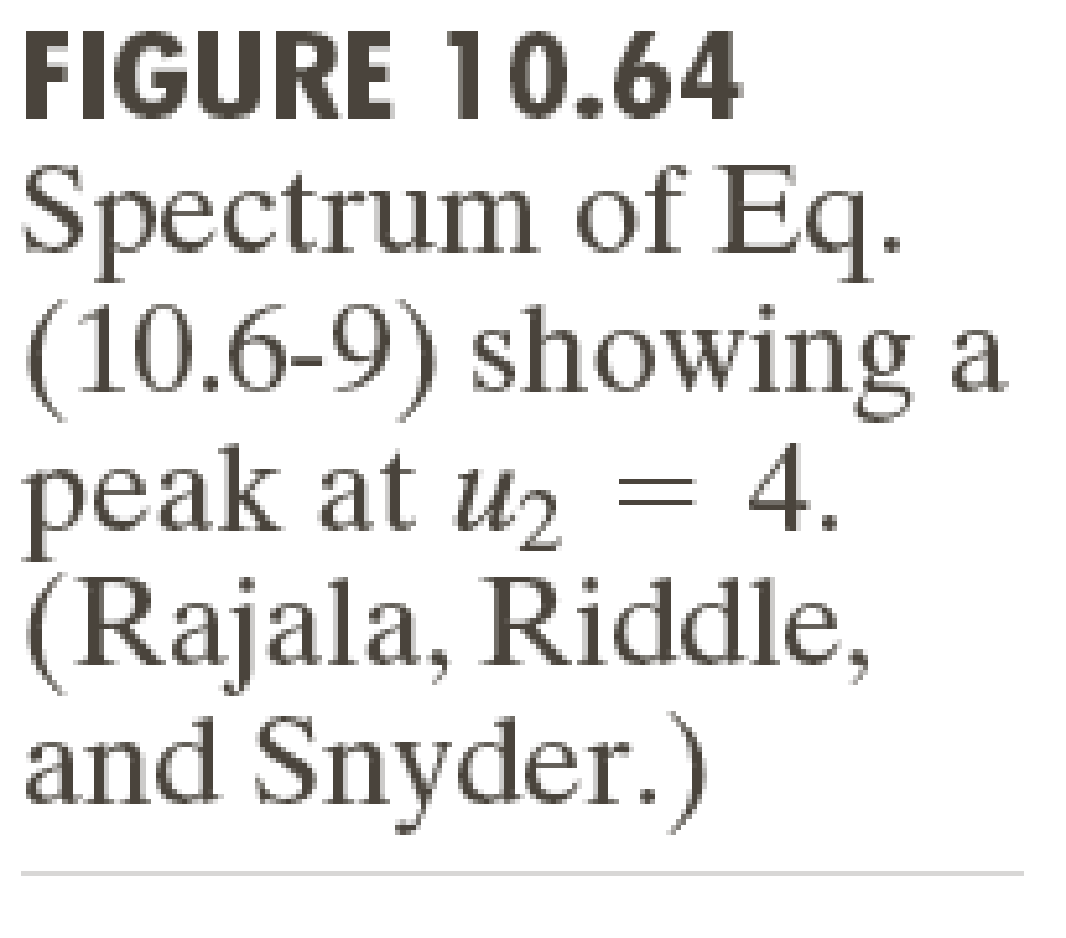 FIGURE 10.64
Spectrum of Eq.
(10.6-9) showing a
peak at u₂ = 4.
(Rajala, Riddle,
and Snyder.)